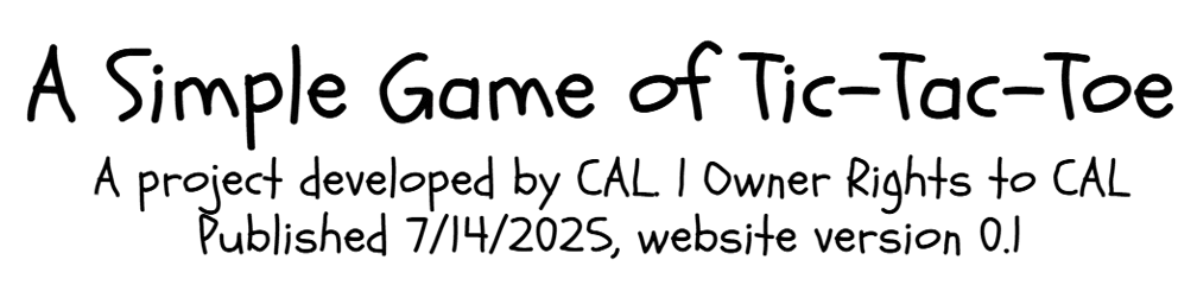 A Simple Game of Tic-Tac-Toe
A project developed by CAL. | Owner Rights to CAL
Published 7/14/2025, website version 0.1